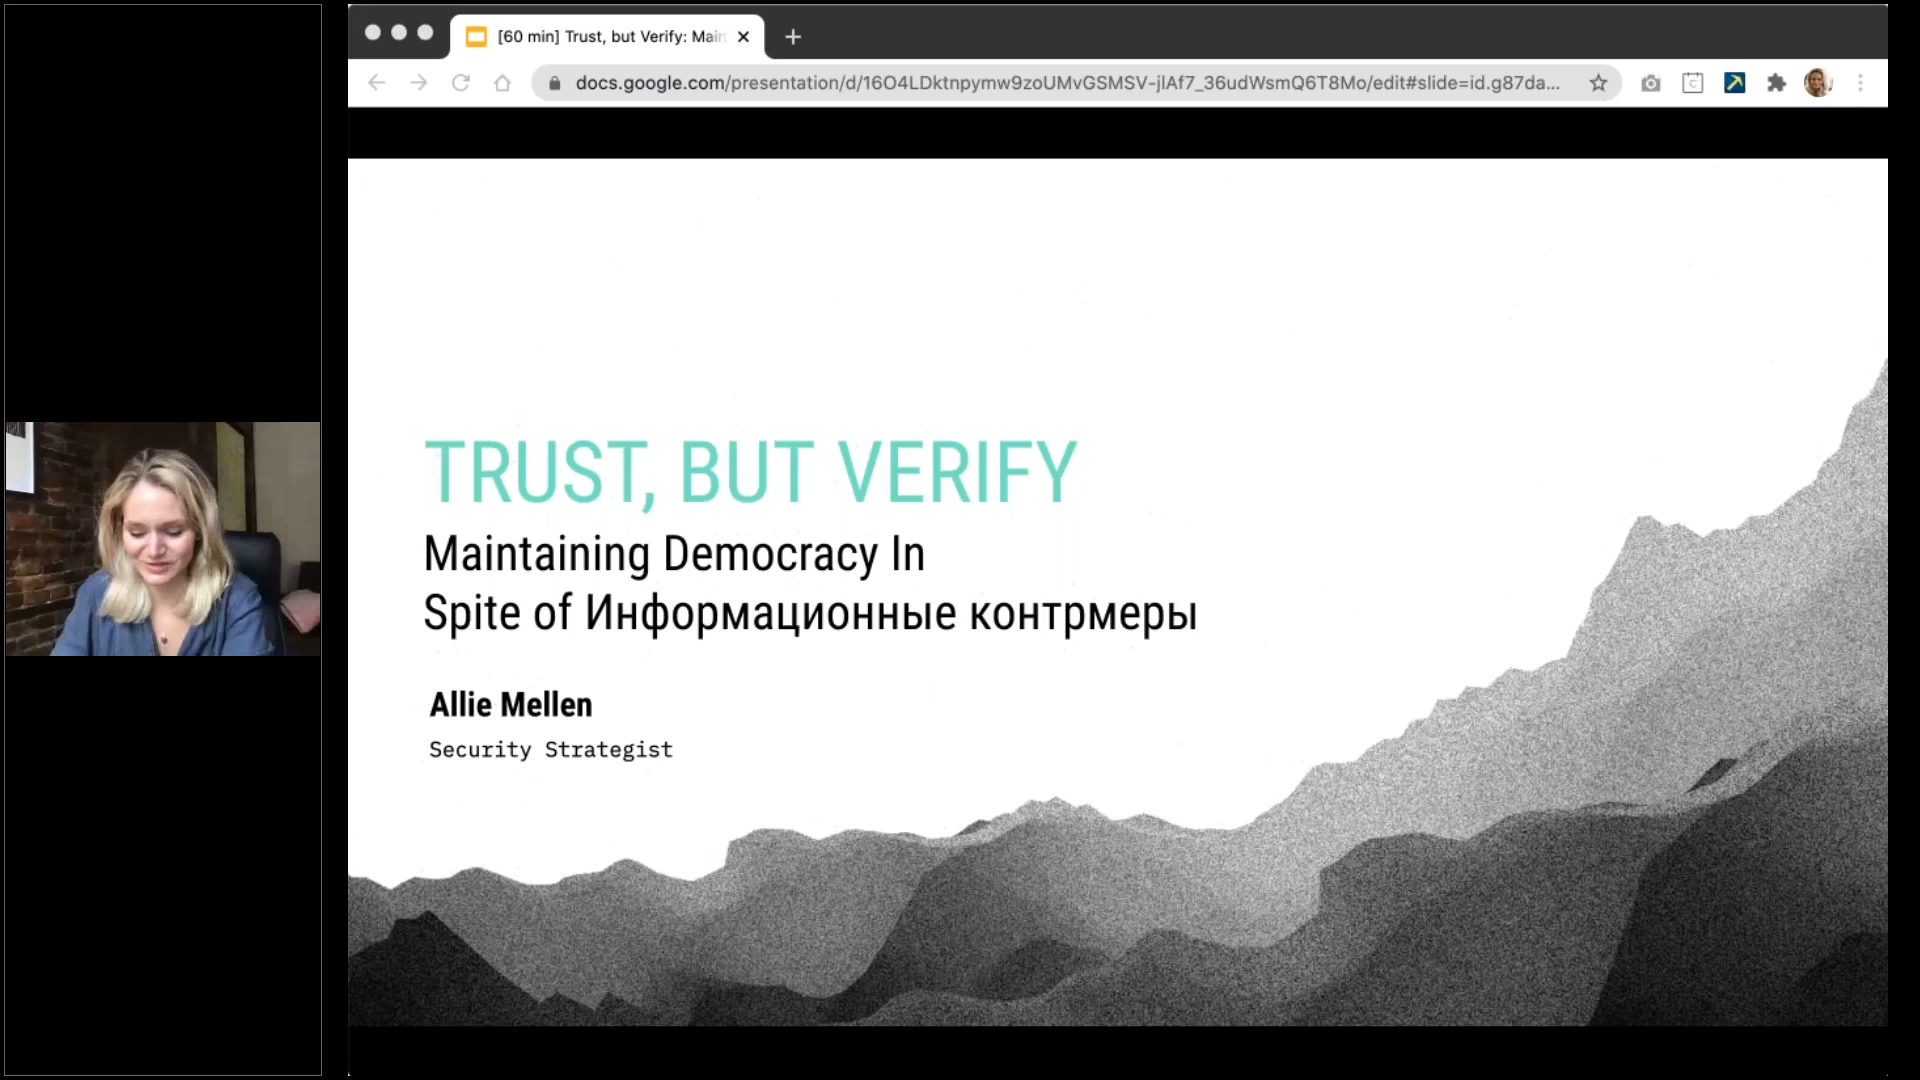 [60 min] Trust, but Verify: Main
docs.google.com/presentation/d/16O4LDktnpymw9zoUMvGSMSV-jlAf7_36udWsmQ6T8Mo/edit#slide=id.g87da...
TRUST, BUT VERIFY
Maintaining Democracy In
Spite of Информационные контрмеры
Allie Mellen
Security Strategist